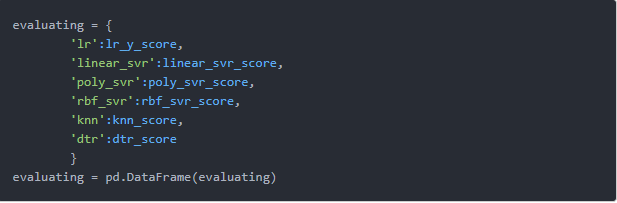 evaluating = {
        'lr':lr_y_score,
        'linear_svr':linear_svr_score,
        'poly_svr':poly_svr_score,
        'rbf_svr':rbf_svr_score,
        'knn':knn_score,
        'dtr':dtr_score
        }
evaluating = pd.DataFrame(evaluating)